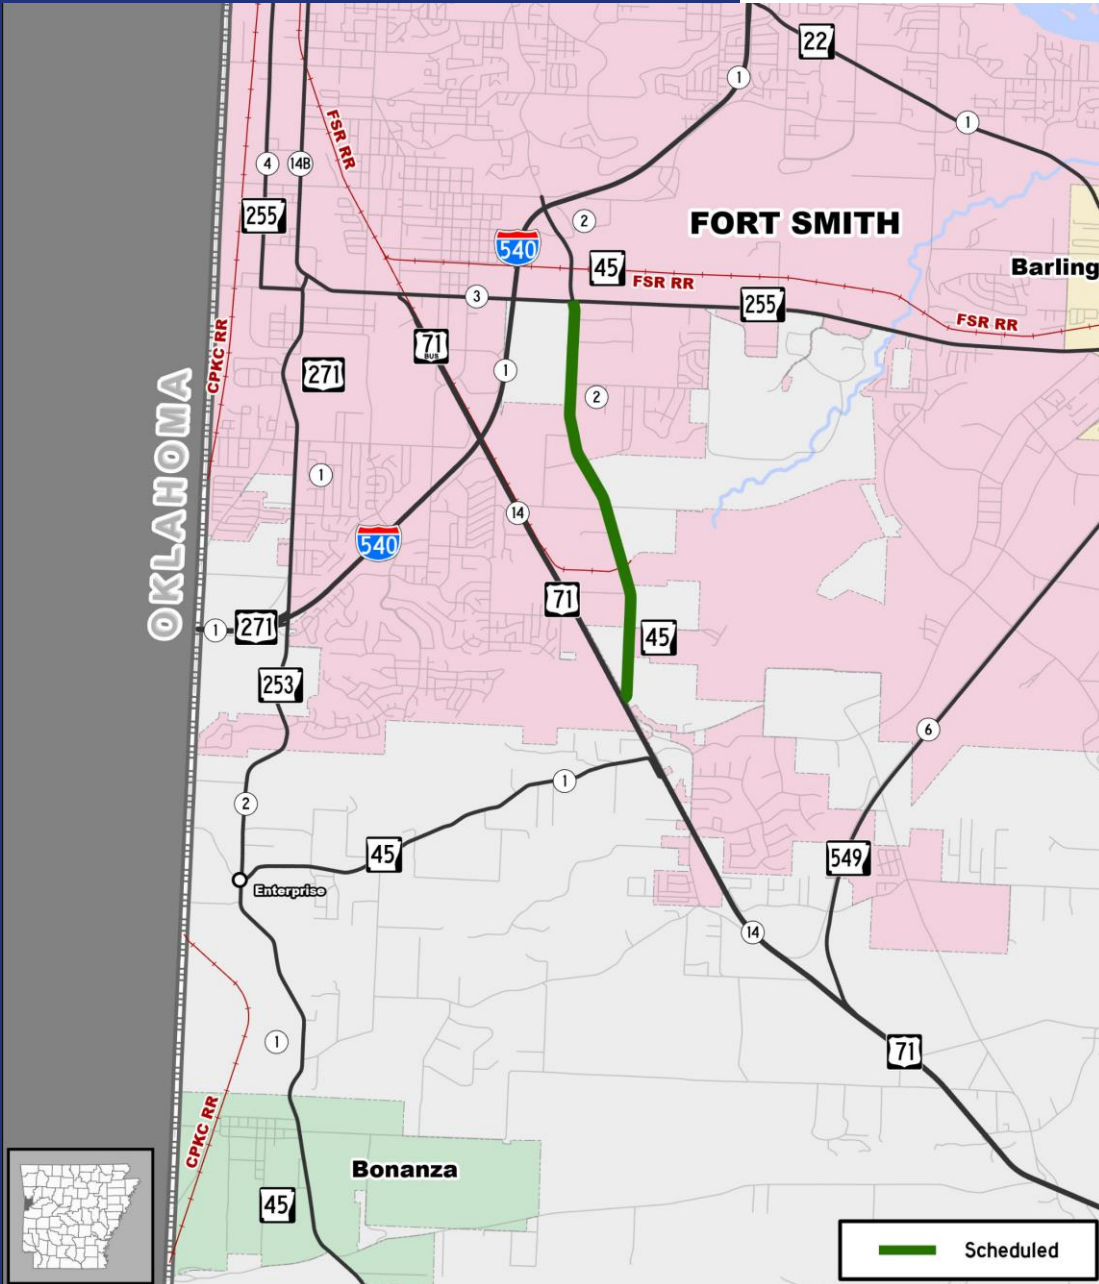 22
1
1
FSR RR
4
14B
255
2
FORT SMITH
540
45
Barling
FSR RR
3
255
FSR RR
CPKC RR
71
BUS
271
1
2
OKLAHOMA
1
14
540
71
1
271
45
253
6
1
2
45
549
Enterprise
14
1
71
CPKC RR
Bonanza
45
Scheduled